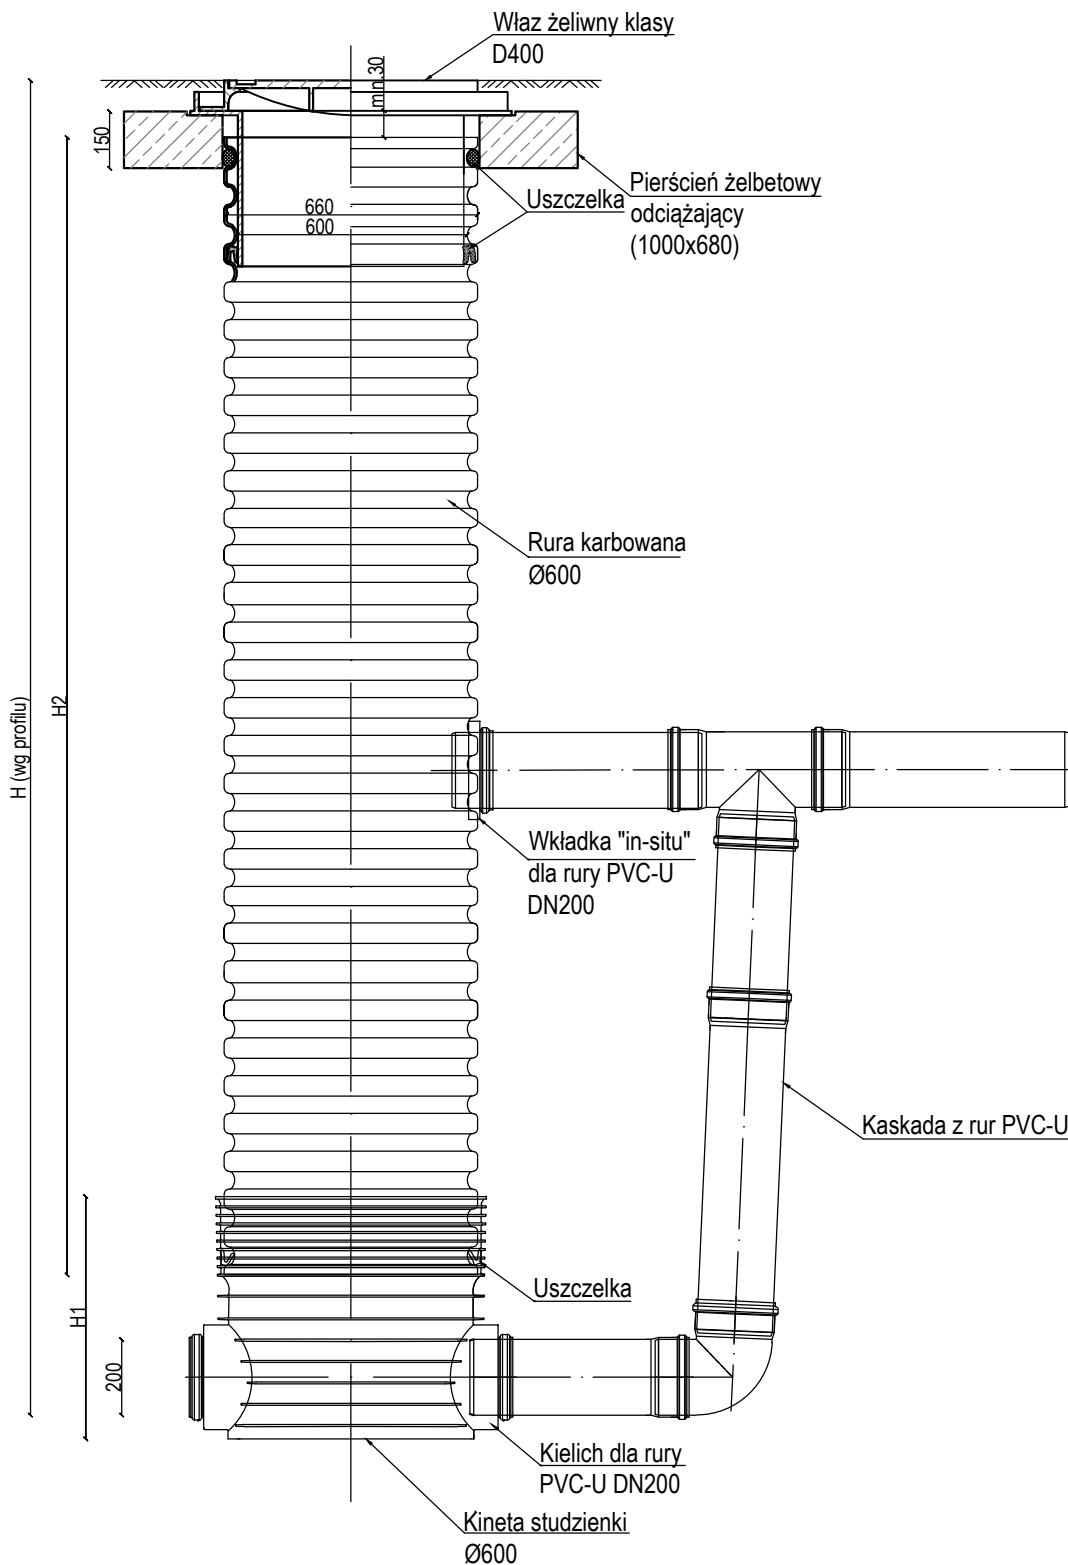 Właz żeliwny klasy
D400
min.30
150
Pierścień żelbetowy
odciążający
(1000x680)
Uszczelka
660
600
Rura karbowana
Ø600
H (wg profilu)
H2
Wkładka "in-situ"
dla rury PVC-U
DN200
Kaskada z rur PVC-U
Uszczelka
H1
200
Kielich dla rury
PVC-U DN200
Kineta studzienki
Ø600